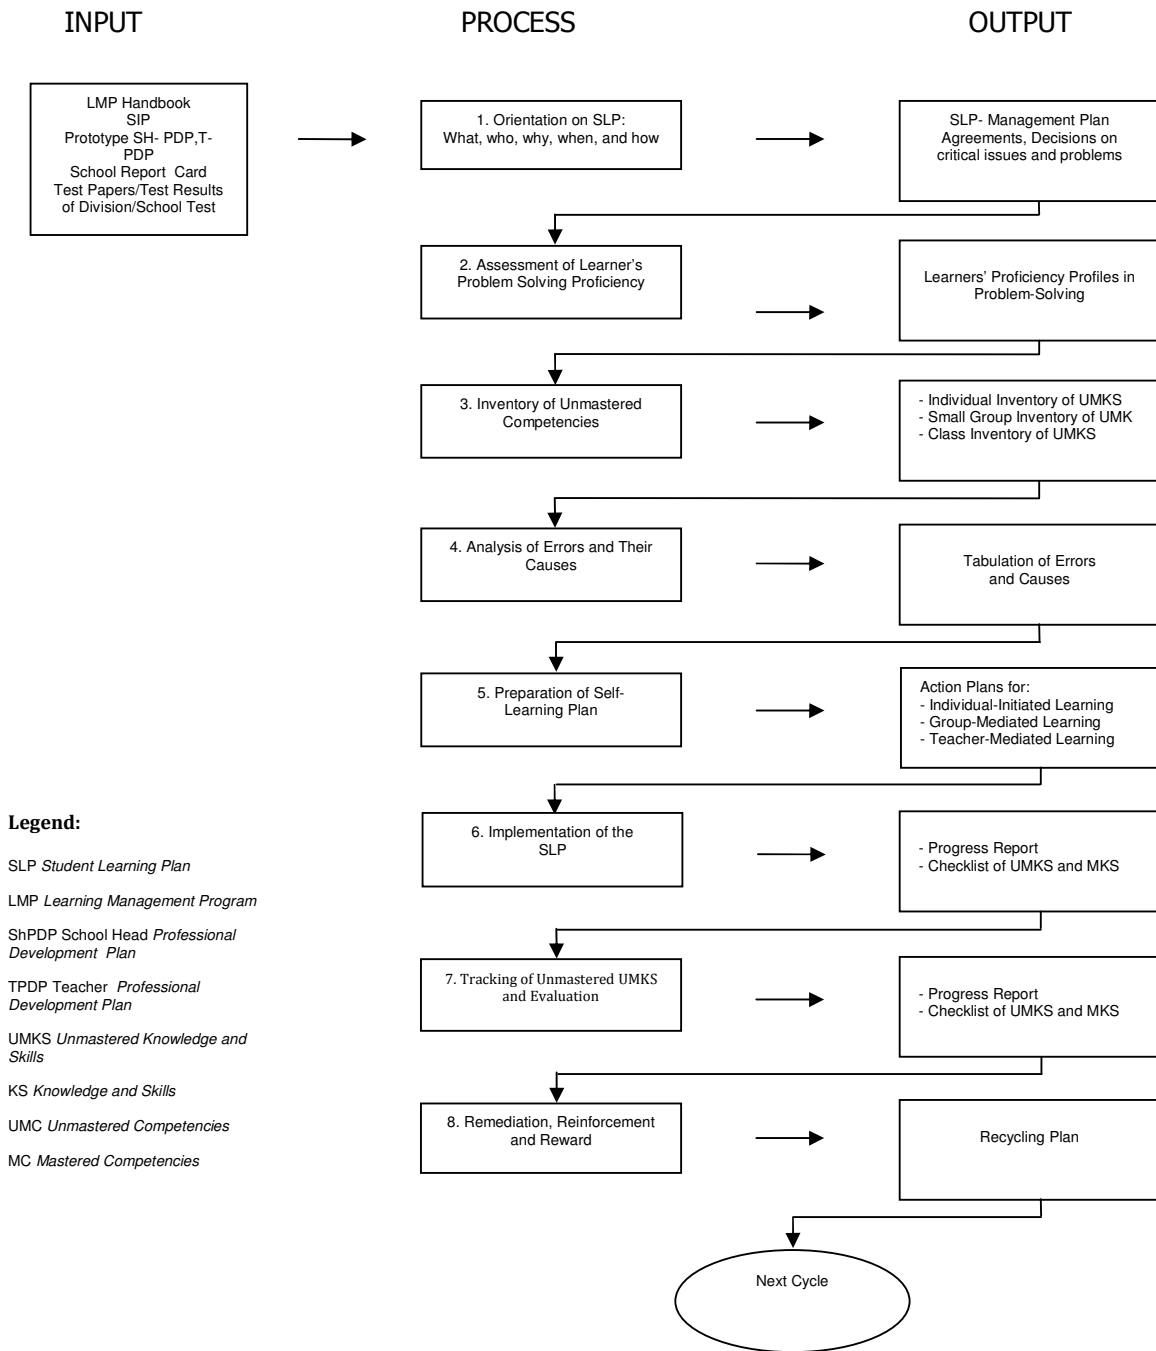 INPUT
PROCESS
OUTPUT
LMP Handbook
SIP
Prototype SH- PDP,T-
PDP
School Report Card
Test Papers/Test Results
of Division/School Test
1. Orientation on SLP:
What, who, why, when, and how
SLP- Management Plan
Agreements, Decisions on
critical issues and problems
2. Assessment of Learner’s
Problem Solving Proficiency
Learners’ Proficiency Profiles in
Problem-Solving
3. Inventory of Unmastered
Competencies
- Individual Inventory of UMKS
- Small Group Inventory of UMK
- Class Inventory of UMKS
4. Analysis of Errors and Their
Causes
Tabulation of Errors
and Causes
5. Preparation of Self-
Learning Plan
Action Plans for:
- Individual-Initiated Learning
- Group-Mediated Learning
- Teacher-Mediated Learning
6. Implementation of the
SLP
- Progress Report
- Checklist of UMKS and MKS
7. Tracking of Unmastered UMKS
and Evaluation
- Progress Report
- Checklist of UMKS and MKS
8. Remediation, Reinforcement
and Reward
Recycling Plan
Next Cycle
Legend:
SLP Student Learning Plan
LMP Learning Management Program
ShPDP School Head Professional
Development Plan
TPDP Teacher Professional
Development Plan
UMKS Unmastered Knowledge and
Skills
KS Knowledge and Skills
UMC Unmastered Competencies
MC Mastered Competencies